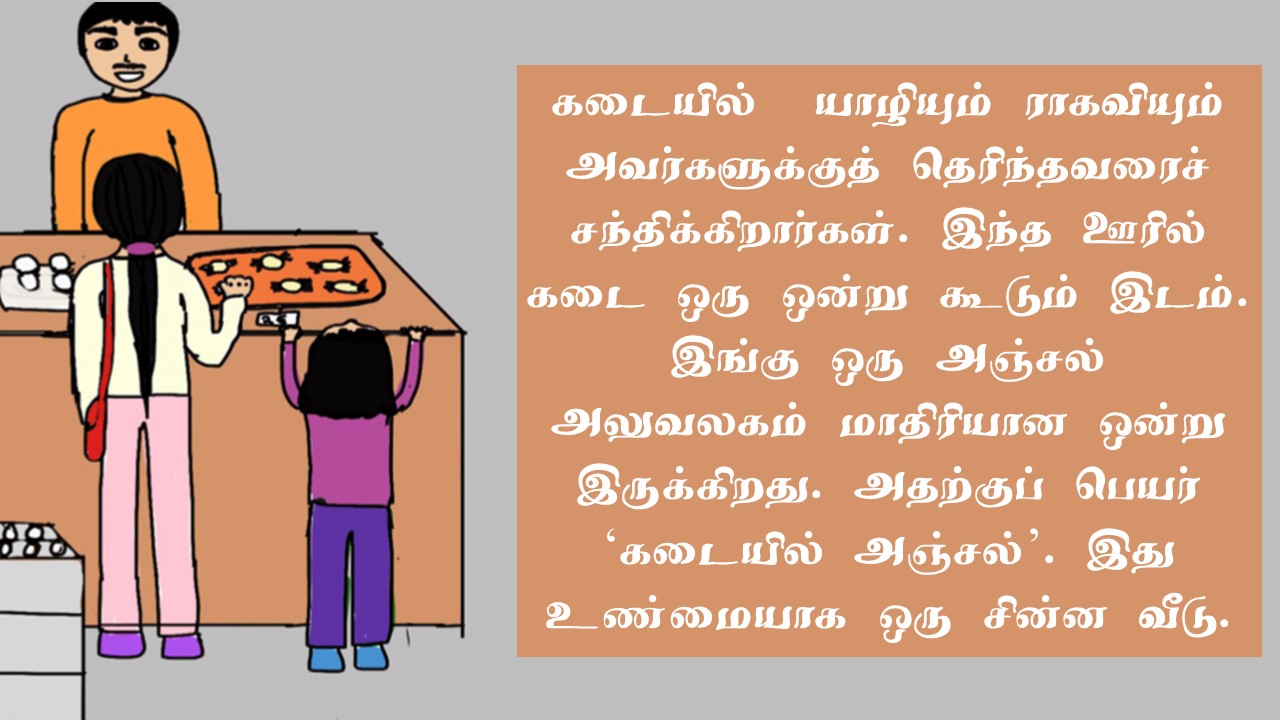 கடையில் யாழியும் ராகவியும்
அவர்களுக்குத் தெரிந்தவரைச்
சந்திக்கிறார்கள். இந்த ஊரில்
கடை ஒரு ஒன்று கூடும் இடம்.
இங்கு ஒரு அஞ்சல்
அலுவலகம் மாதிரியான ஒன்று
இருக்கிறது. அதற்குப் பெயர்
‘கடையில் அஞ்சல்’. இது
உண்மையாக ஒரு சின்ன வீடு.